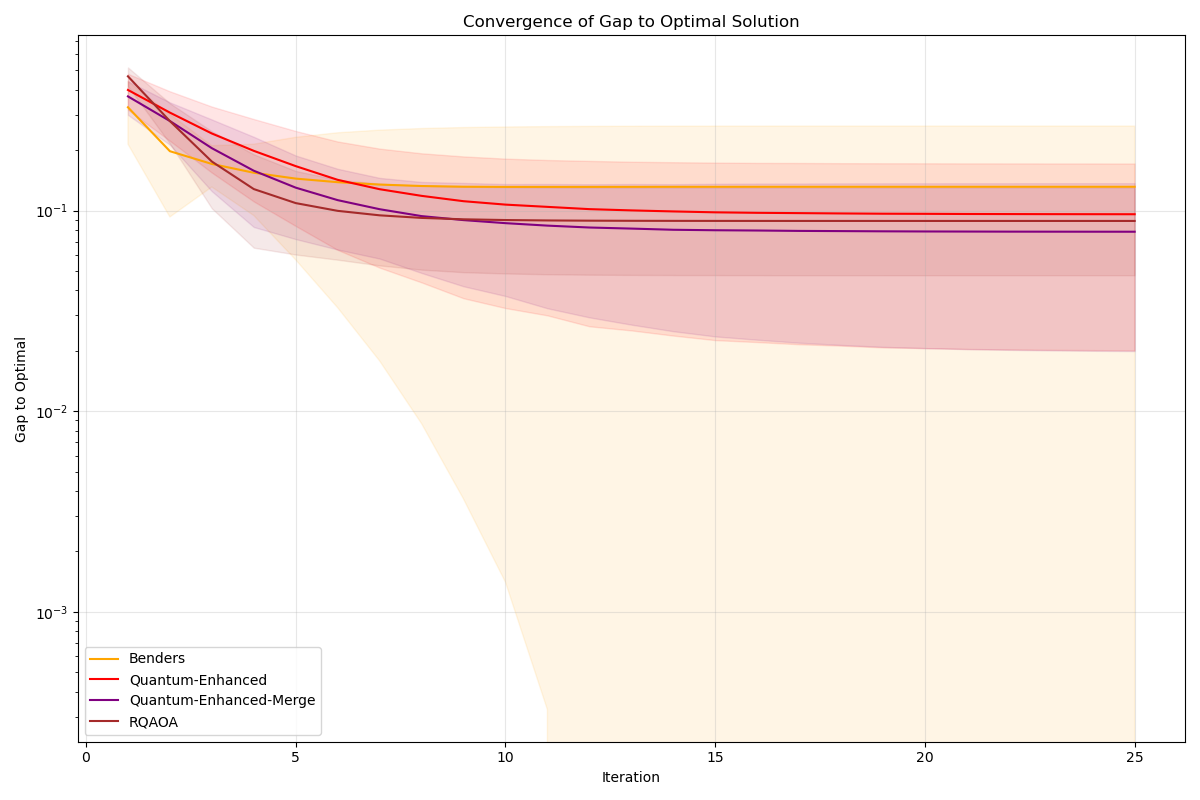 Convergence of Gap to Optimal Solution
Gap to Optimal
10⁻¹
10⁻²
10⁻³
Benders
Quantum-Enhanced
Quantum-Enhanced-Merge
RQAOA
0 5 10 15 20 25
Iteration